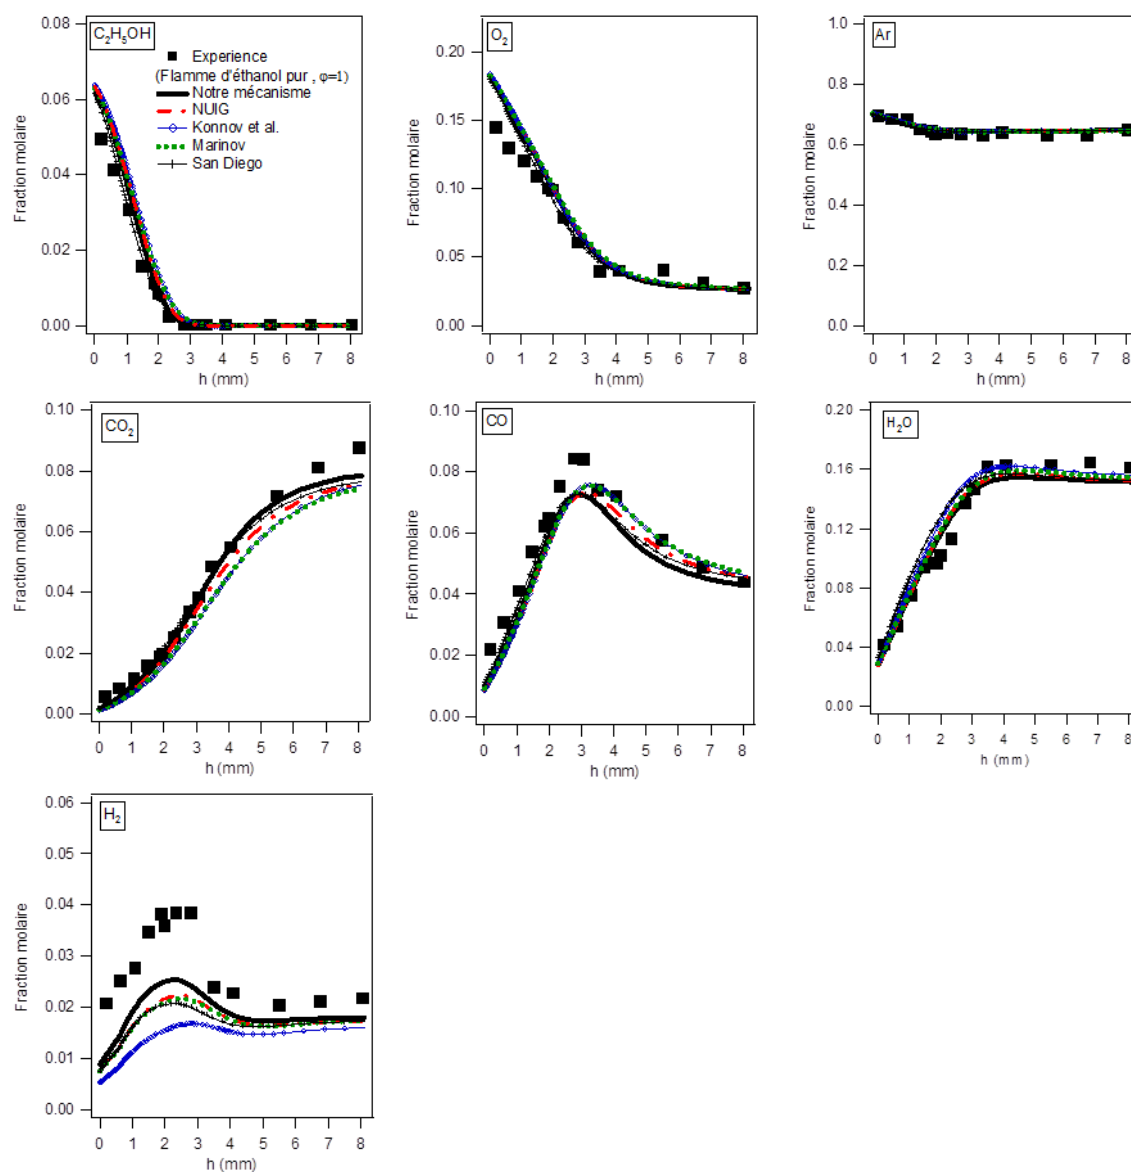 C2H5OH
Fraction molaire
0.08
0.06
0.04
0.02
0.00
0 1 2 3 4 5 6 7 8
h (mm)
Experience
(Flamme d'éthanol pur , φ=1)
Notre mécanisme
NUIG
Konnov et al.
Marinov
San Diego
O2
Fraction molaire
0.20
0.15
0.10
0.05
0.00
0 1 2 3 4 5 6 7 8
h (mm)
Ar
Fraction molaire
1.0
0.8
0.6
0.4
0.2
0.0
0 1 2 3 4 5 6 7 8
h (mm)
CO2
Fraction molaire
0.10
0.08
0.06
0.04
0.02
0.00
0 1 2 3 4 5 6 7 8
h (mm)
CO
Fraction molaire
0.10
0.08
0.06
0.04
0.02
0.00
0 1 2 3 4 5 6 7 8
h (mm)
H2O
Fraction molaire
0.20
0.16
0.12
0.08
0.04
0.00
0 1 2 3 4 5 6 7 8
h (mm)
H2
Fraction molaire
0.06
0.05
0.04
0.03
0.02
0.01
0.00
0 1 2 3 4 5 6 7 8
h (mm)